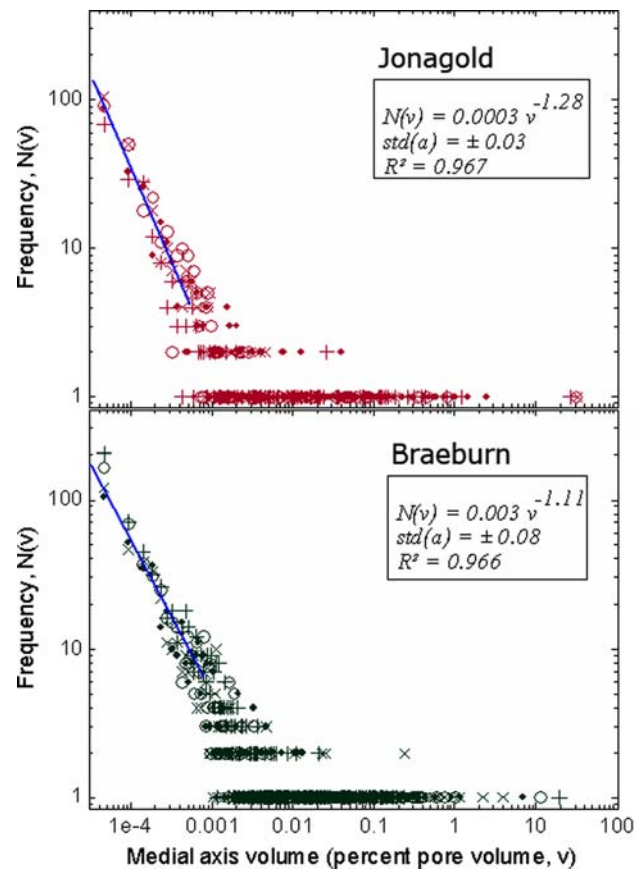 Jonagold
N(v) = 0.0003 v^-1.28
std(a) = ± 0.03
R² = 0.967
Frequency, N(v)
100
10
1
Braeburn
N(v) = 0.003 v^-1.11
std(a) = ± 0.08
R² = 0.966
Frequency, N(v)
100
10
1
1e-4 0.001 0.01 0.1 1 10 100
Medial axis volume (percent pore volume, v)